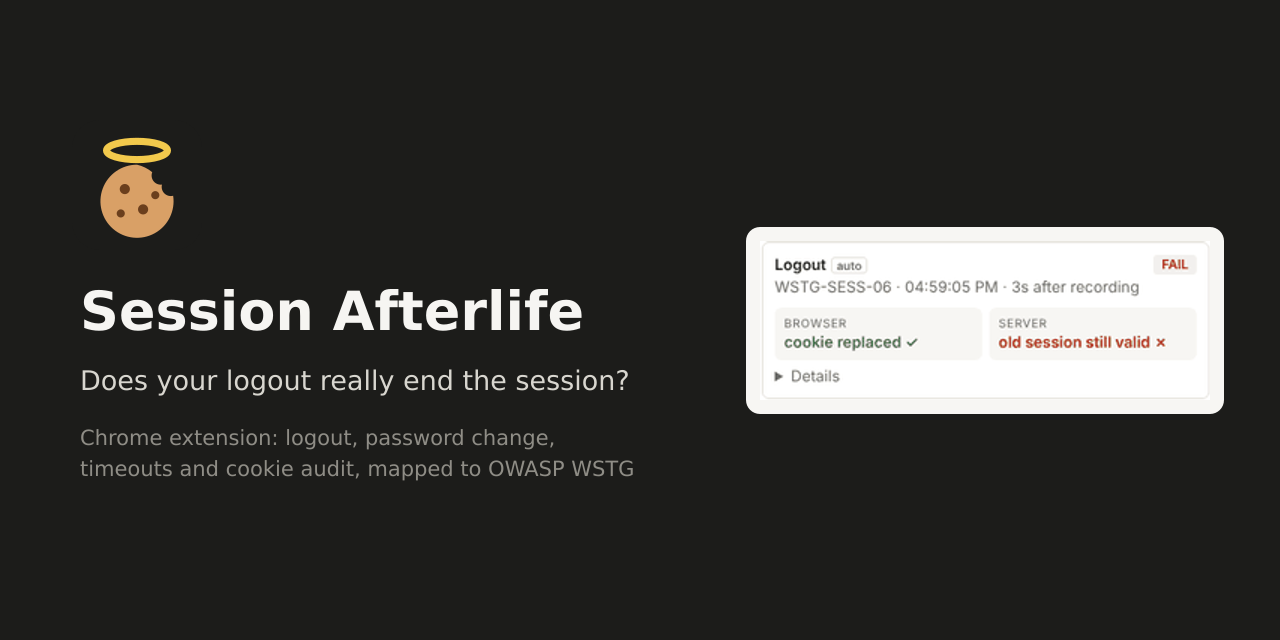 Session Afterlife
Does your logout really end the session?
Chrome extension: logout, password change,
timeouts and cookie audit, mapped to OWASP WSTG
Logout auto FAIL
WSTG-SESS-06 · 04:59:05 PM · 3s after recording
BROWSER SERVER
cookie replaced ✓ old session still valid ×
▶ Details